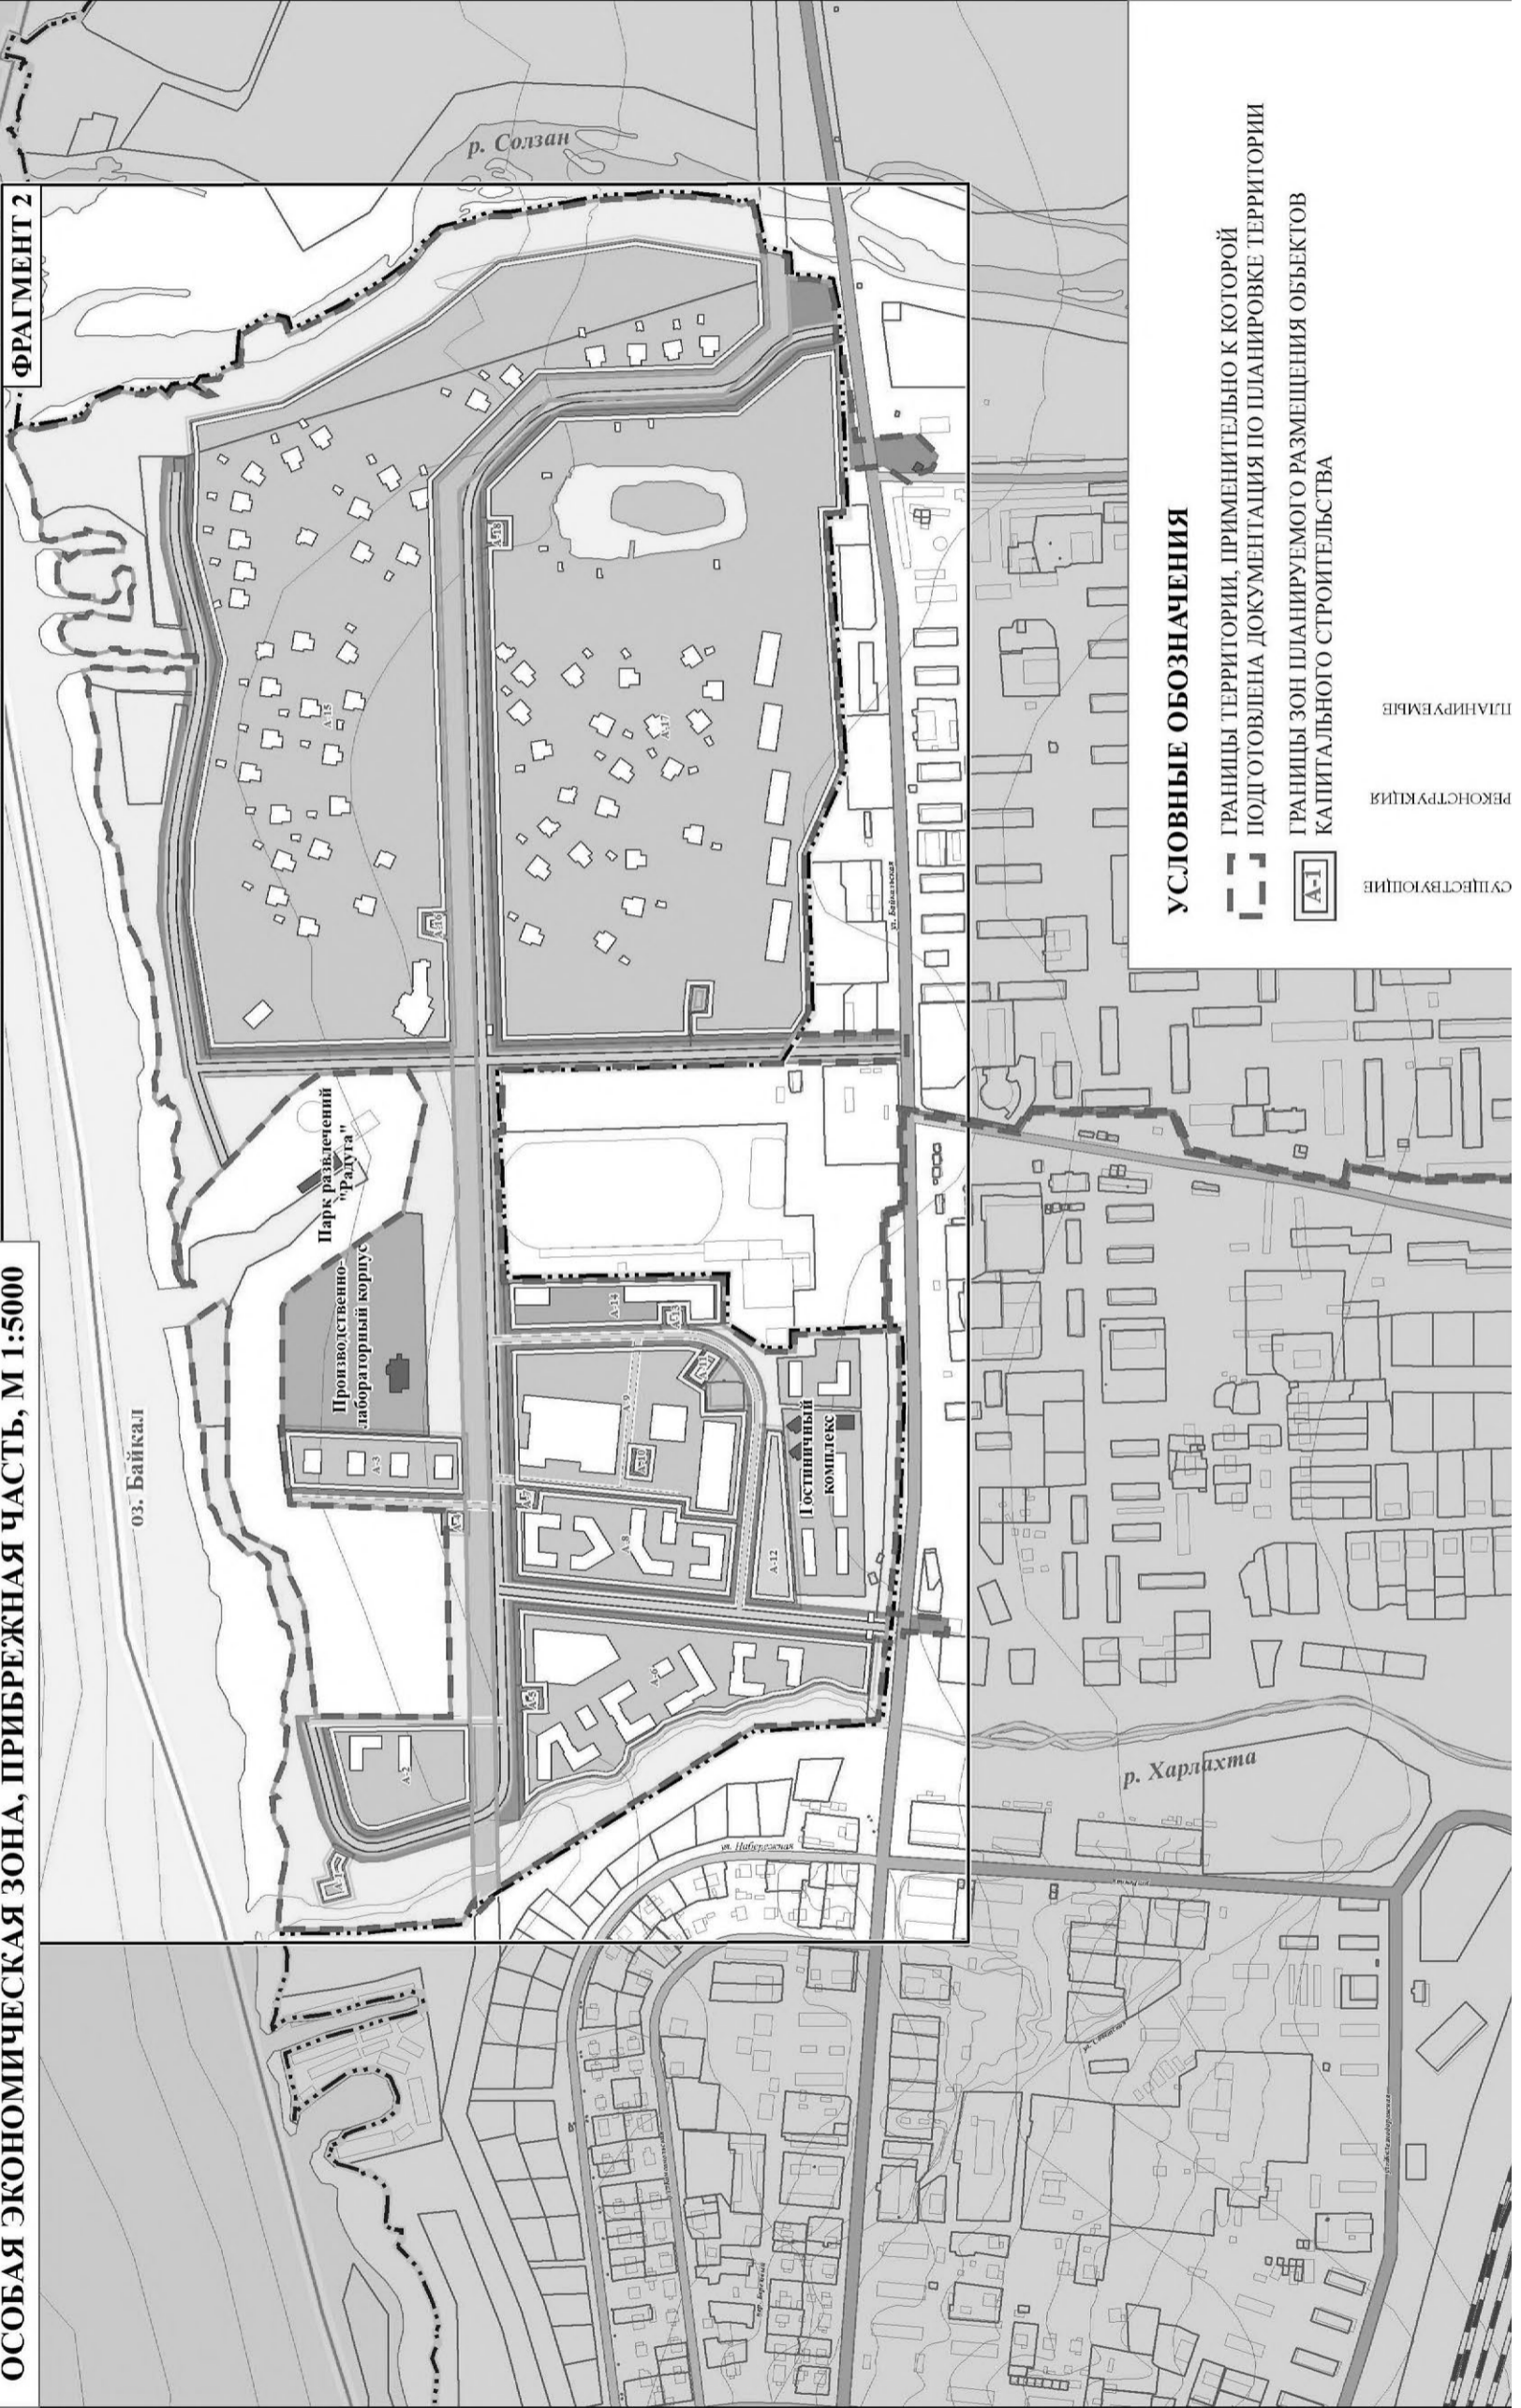 ОСОБАЯ ЭКОНОМИЧЕСКАЯ ЗОНА, ПРИБРЕЖНАЯ ЧАСТЬ, М 1:5000
ФРАГМЕНТ 2
оз. Байкал
р. Солзан
р. Харлахта
Парк развлечений
"Радуга"
Производственно-
лабораторный корпус
Гостиничный
комплекс
А-2
А-3
А-5
А-6
А-8
А-9
А-10
А-12
А-13
А-14
А-15
А-16
А-17
А-18
ул. Набережная
ул. Байкальская
УСЛОВНЫЕ ОБОЗНАЧЕНИЯ
ГРАНИЦЫ ТЕРРИТОРИИ, ПРИМЕНИТЕЛЬНО К КОТОРОЙ
ПОДГОТОВЛЕНА ДОКУМЕНТАЦИЯ ПО ПЛАНИРОВКЕ ТЕРРИТОРИИ
А-1
ГРАНИЦЫ ЗОН ПЛАНИРУЕМОГО РАЗМЕЩЕНИЯ ОБЪЕКТОВ
КАПИТАЛЬНОГО СТРОИТЕЛЬСТВА
СУЩЕСТВУЮЩИЕ
РЕКОНСТРУКЦИЯ
ПЛАНИРУЕМЫЕ